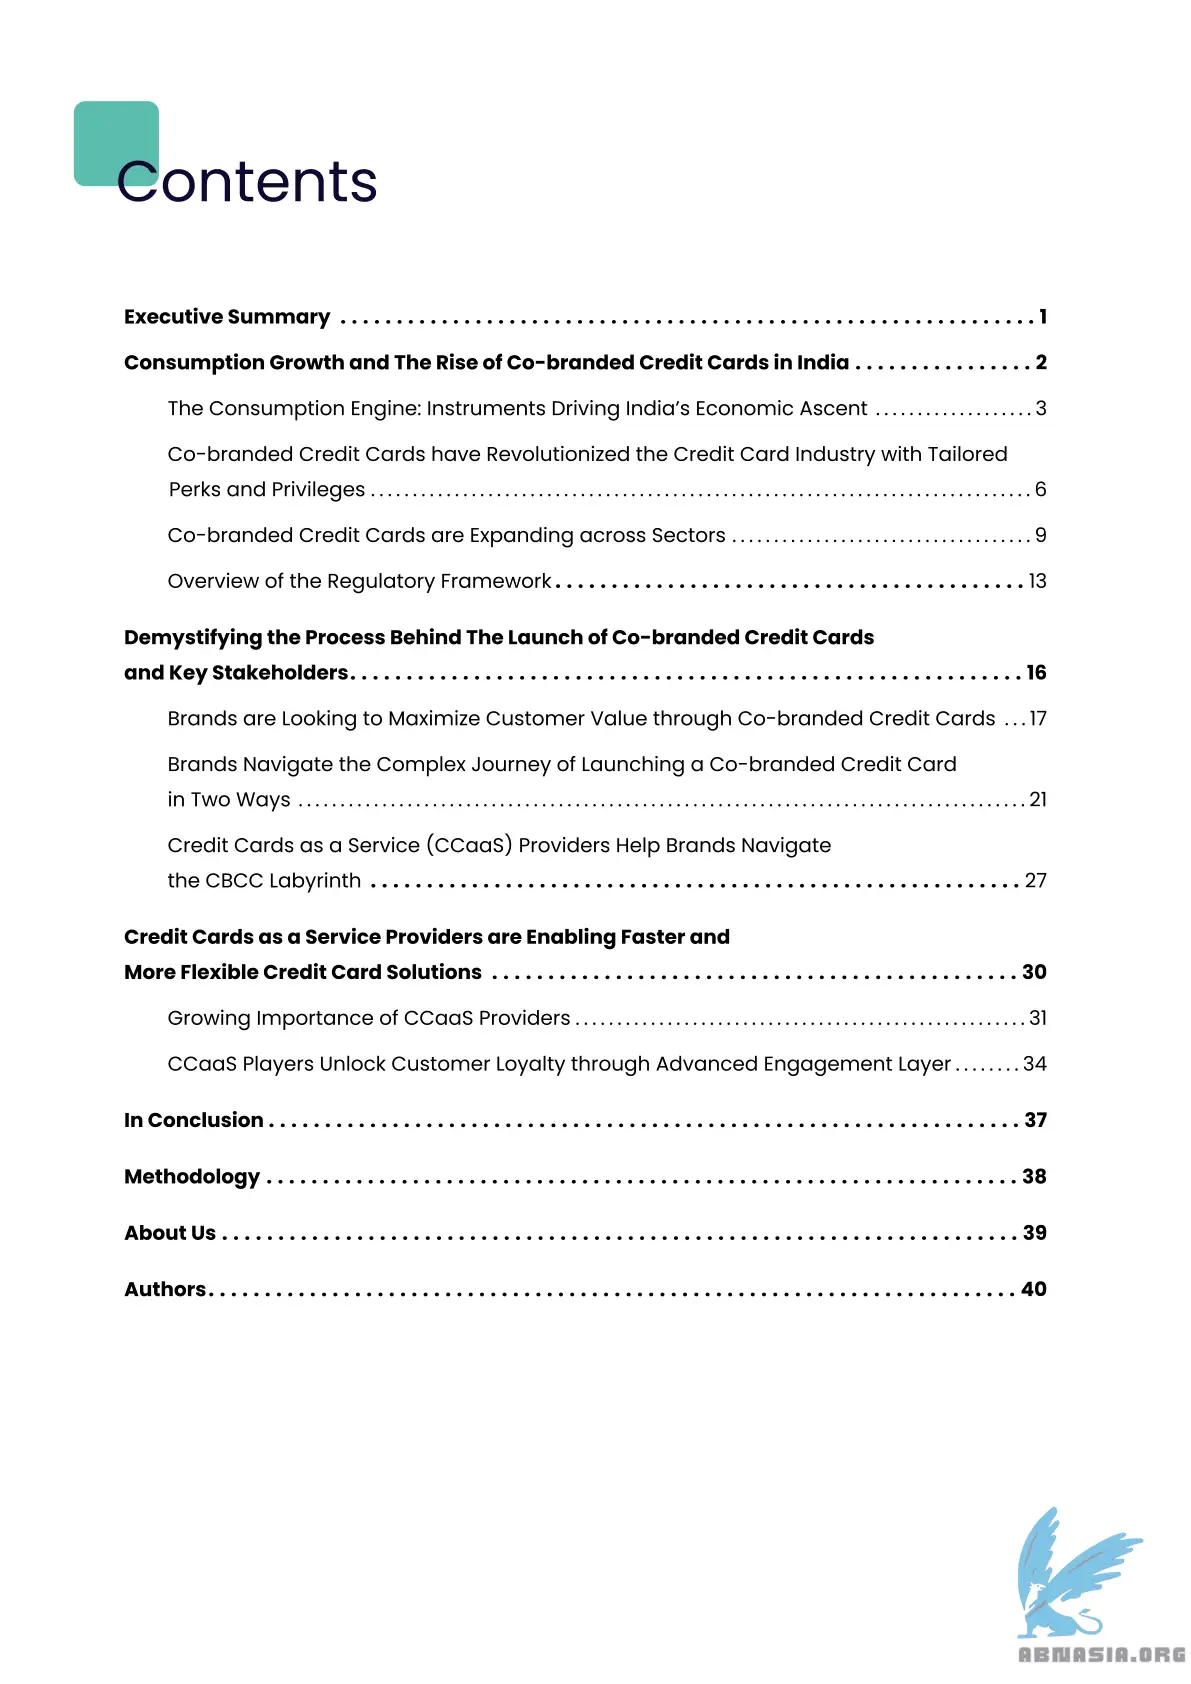 Contents
Executive Summary . . . . . . . . . . . . . . . . . . . . . . . . . . . . . . . . . . . . . . . . . . . . . . . . . . . . . . . . . . . . . . 1
Consumption Growth and The Rise of Co-branded Credit Cards in India . . . . . . . . . . . . . . . . 2
The Consumption Engine: Instruments Driving India’s Economic Ascent . . . . . . . . . . . . . . . . . . . 3
Co-branded Credit Cards have Revolutionized the Credit Card Industry with Tailored
Perks and Privileges . . . . . . . . . . . . . . . . . . . . . . . . . . . . . . . . . . . . . . . . . . . . . . . . . . . . . . . . . . . . . . . . . . . . . . . . . . . . . . . 6
Co-branded Credit Cards are Expanding across Sectors . . . . . . . . . . . . . . . . . . . . . . . . . . . . . . . . . . . . 9
Overview of the Regulatory Framework . . . . . . . . . . . . . . . . . . . . . . . . . . . . . . . . . . . . . . . . . . 13
Demystifying the Process Behind The Launch of Co-branded Credit Cards
and Key Stakeholders . . . . . . . . . . . . . . . . . . . . . . . . . . . . . . . . . . . . . . . . . . . . . . . . . . . . . . . . . . . . 16
Brands are Looking to Maximize Customer Value through Co-branded Credit Cards . . . 17
Brands Navigate the Complex Journey of Launching a Co-branded Credit Card
in Two Ways . . . . . . . . . . . . . . . . . . . . . . . . . . . . . . . . . . . . . . . . . . . . . . . . . . . . . . . . . . . . . . . . . . . . . . . . . . . . . . . . . . . . . . . 21
Credit Cards as a Service (CCaaS) Providers Help Brands Navigate
the CBCC Labyrinth . . . . . . . . . . . . . . . . . . . . . . . . . . . . . . . . . . . . . . . . . . . . . . . . . . . . . . . . . . 27
Credit Cards as a Service Providers are Enabling Faster and
More Flexible Credit Card Solutions . . . . . . . . . . . . . . . . . . . . . . . . . . . . . . . . . . . . . . . . . . . . . . . 30
Growing Importance of CCaaS Providers . . . . . . . . . . . . . . . . . . . . . . . . . . . . . . . . . . . . . . . . . . . . . . . . . . . . . . 31
CCaaS Players Unlock Customer Loyalty through Advanced Engagement Layer . . . . . . . . 34
In Conclusion . . . . . . . . . . . . . . . . . . . . . . . . . . . . . . . . . . . . . . . . . . . . . . . . . . . . . . . . . . . . . . . . . . . 37
Methodology . . . . . . . . . . . . . . . . . . . . . . . . . . . . . . . . . . . . . . . . . . . . . . . . . . . . . . . . . . . . . . . . . . . 38
About Us . . . . . . . . . . . . . . . . . . . . . . . . . . . . . . . . . . . . . . . . . . . . . . . . . . . . . . . . . . . . . . . . . . . . . . . 39
Authors . . . . . . . . . . . . . . . . . . . . . . . . . . . . . . . . . . . . . . . . . . . . . . . . . . . . . . . . . . . . . . . . . . . . . . . . 40
ABNASIA.ORG